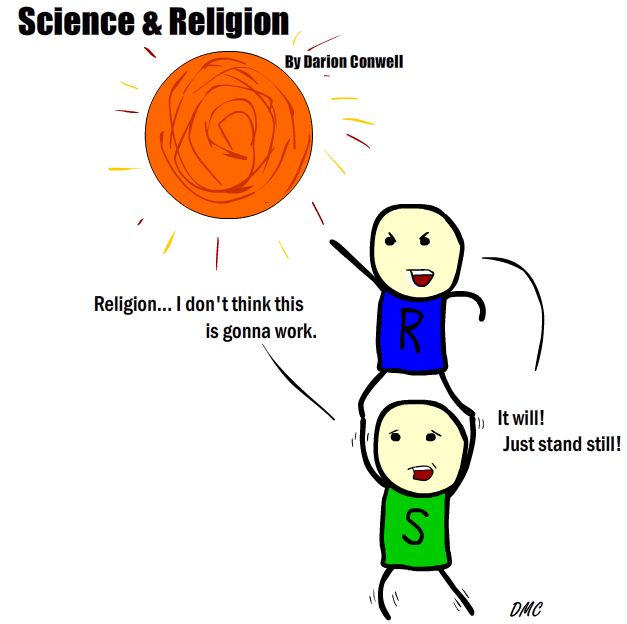 Science & Religion
By Darion Conwell
Religion... I don't think this
is gonna work.
R
It will!
Just stand still!
S
DMC